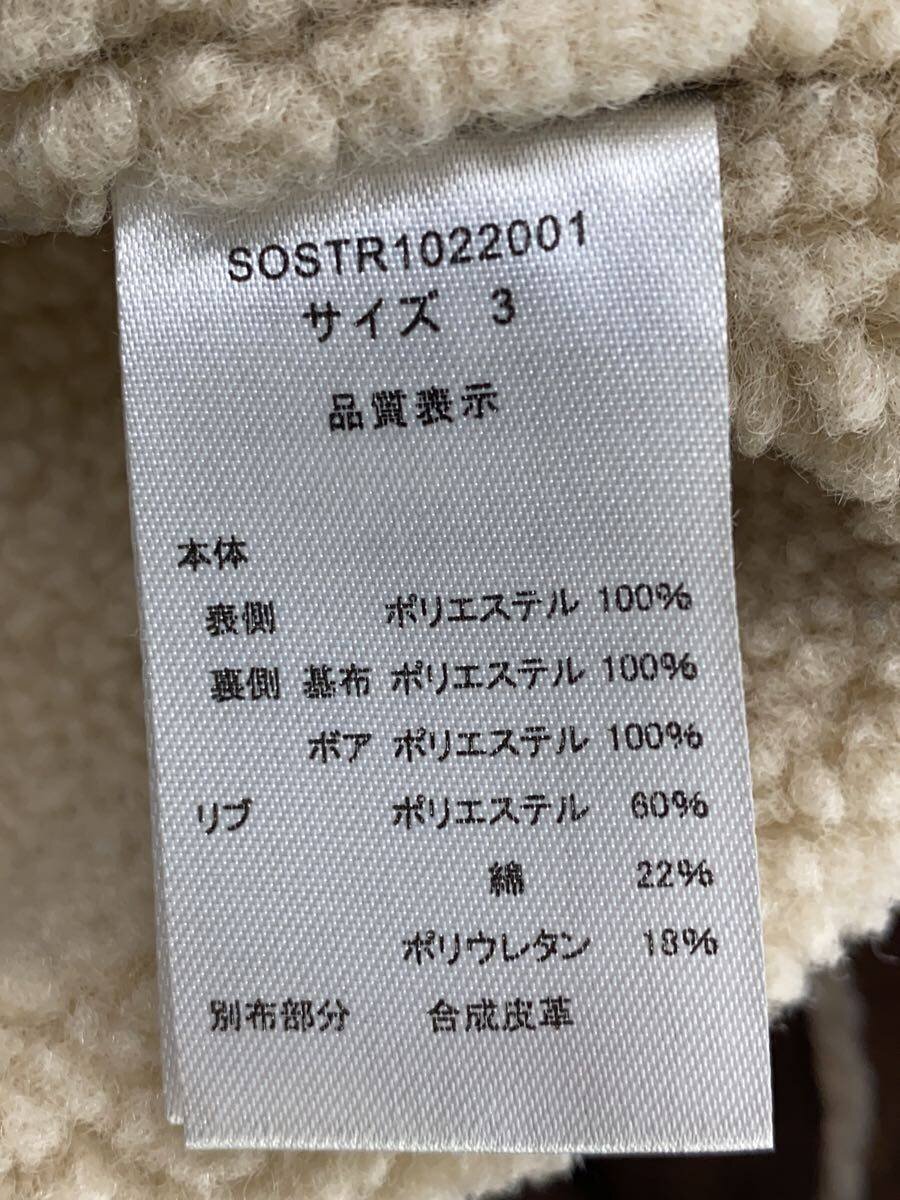 SOSTR1022001
サイズ 3
品質表示
本体
表側 ポリエステル 100%
裏側 基布 ポリエステル 100%
ボア ポリエステル 100%
リブ ポリエステル 60%
綿 22%
ポリウレタン 18%
別布部分 合成皮革